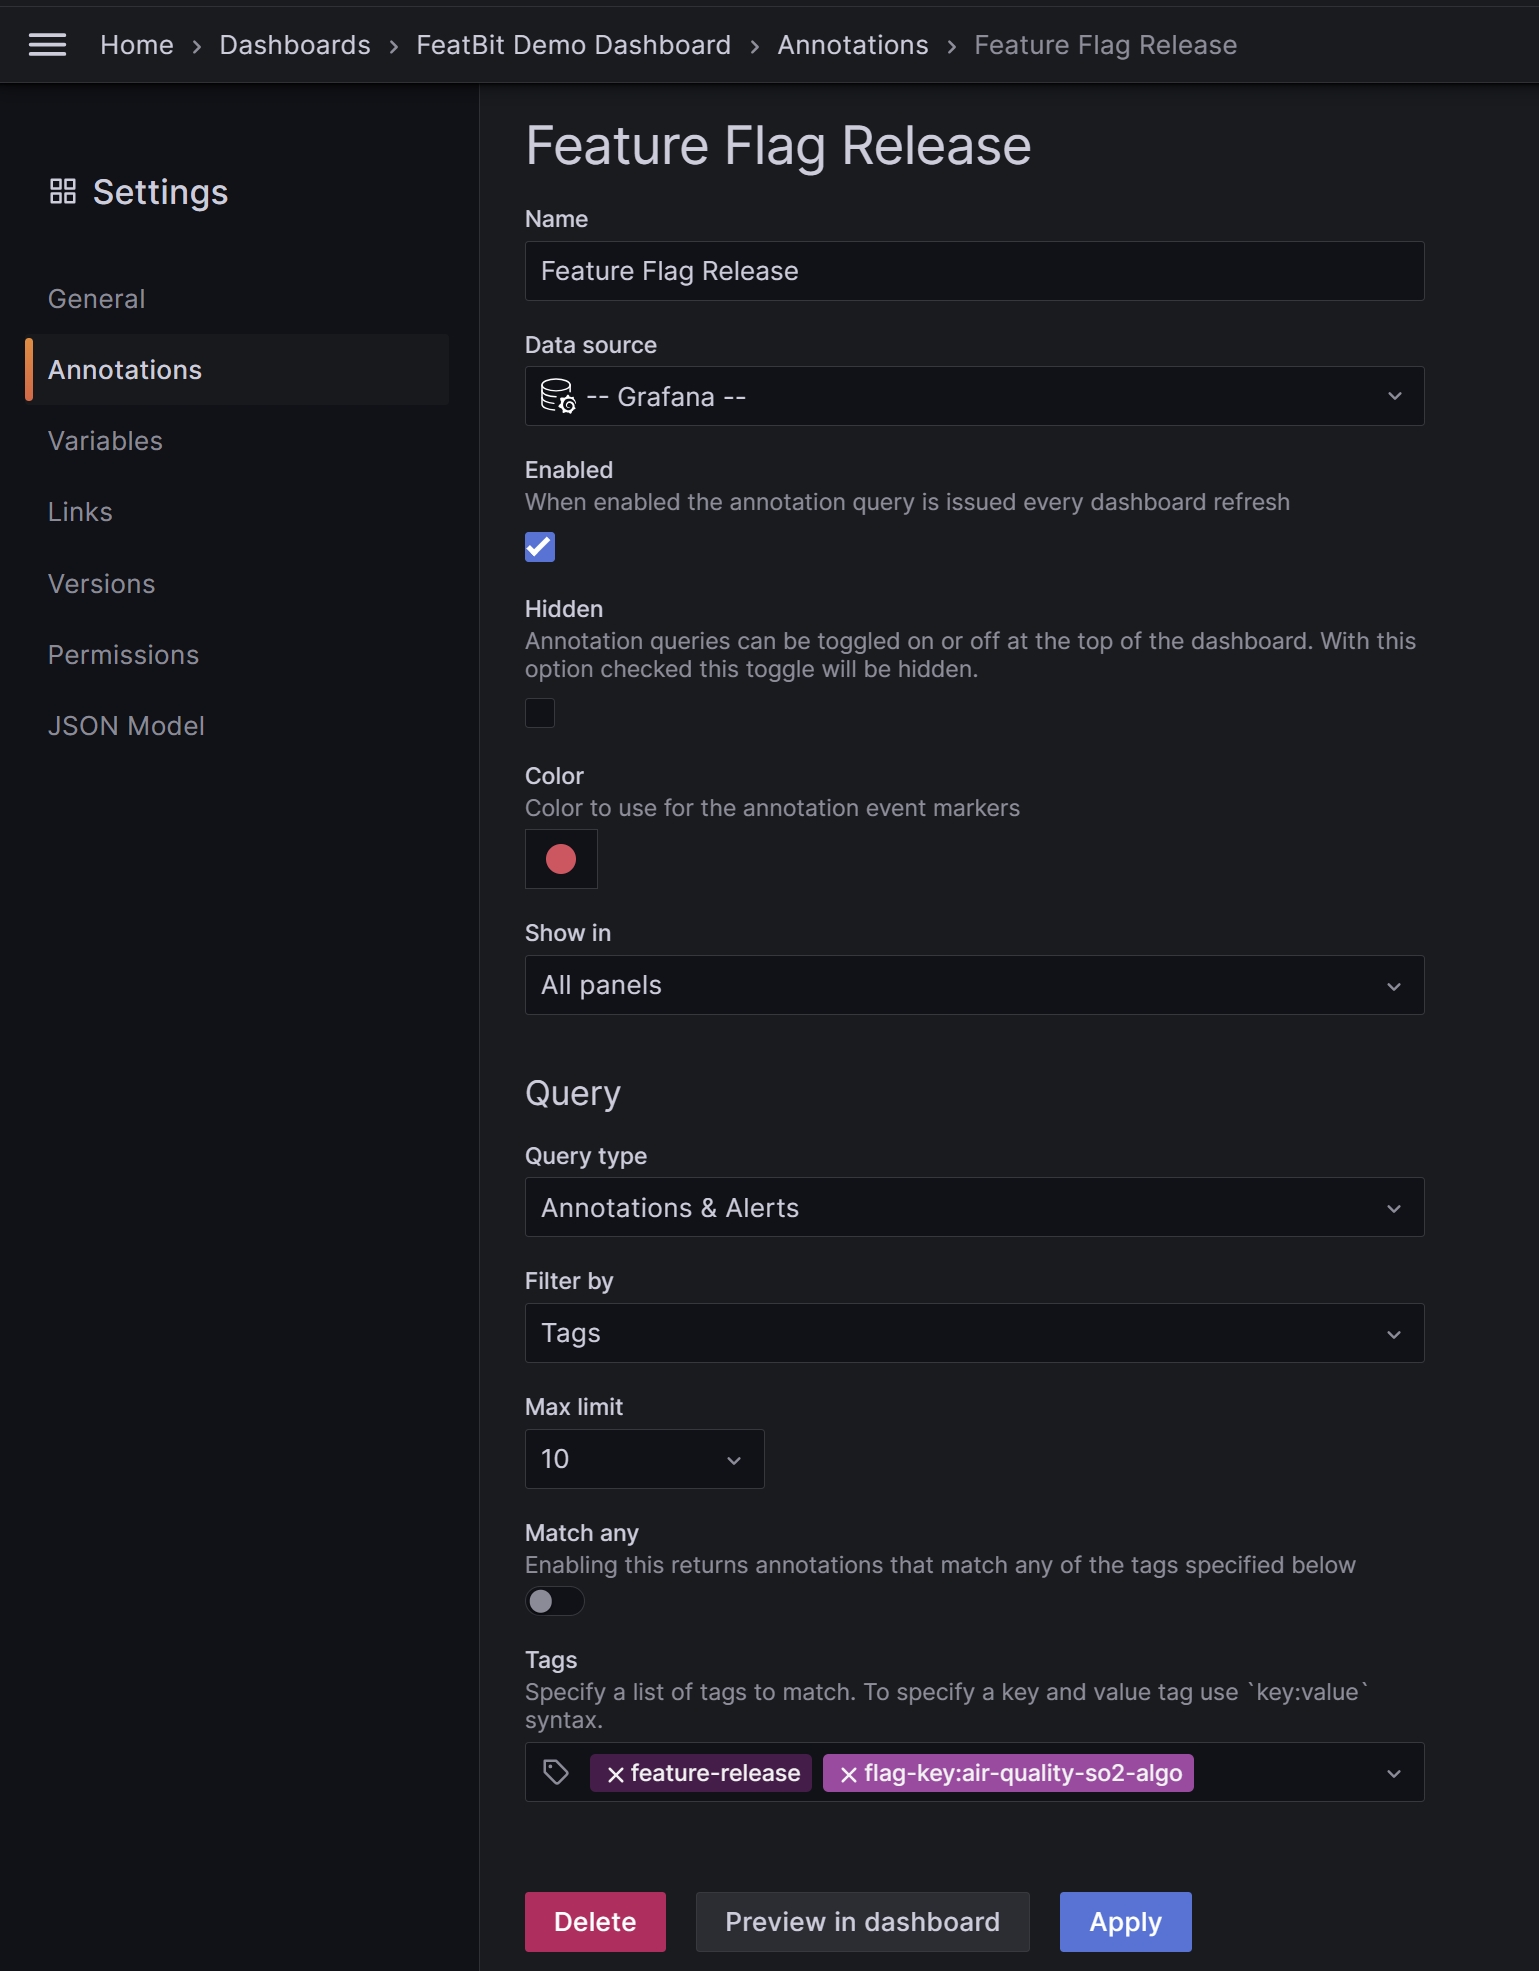 Home › Dashboards › FeatBit Demo Dashboard › Annotations › Feature Flag Release
Settings
General
Annotations
Variables
Links
Versions
Permissions
JSON Model
Feature Flag Release
Name
Feature Flag Release
Data source
-- Grafana --
Enabled
When enabled the annotation query is issued every dashboard refresh
Hidden
Annotation queries can be toggled on or off at the top of the dashboard. With this
option checked this toggle will be hidden.
Color
Color to use for the annotation event markers
Show in
All panels
Query
Query type
Annotations & Alerts
Filter by
Tags
Max limit
10
Match any
Enabling this returns annotations that match any of the tags specified below
Tags
Specify a list of tags to match. To specify a key and value tag use `key:value`
syntax.
feature-release flag-key:air-quality-so2-algo
Delete Preview in dashboard Apply